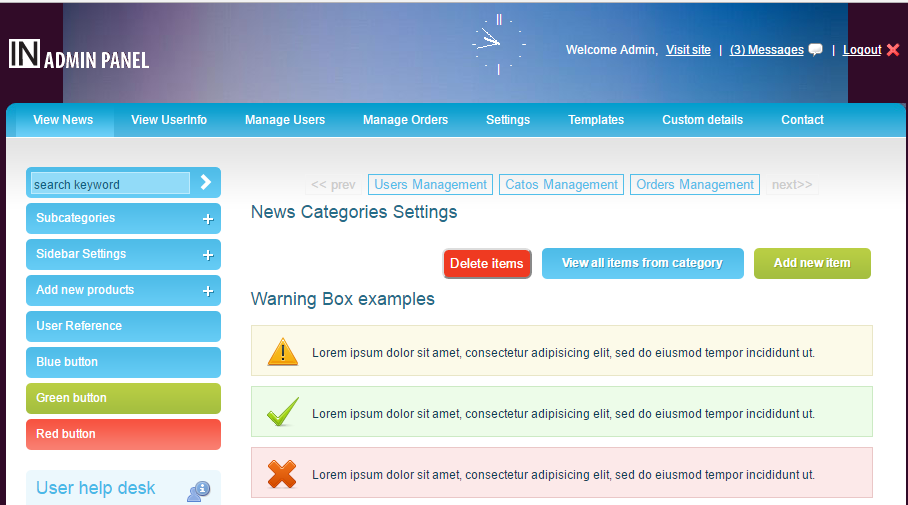 IN ADMIN PANEL
Welcome Admin, Visit site | (3) Messages | Logout
View News View UserInfo Manage Users Manage Orders Settings Templates Custom details Contact
search keyword
Subcategories +
Sidebar Settings +
Add new products +
User Reference
Blue button
Green button
Red button
User help desk
<< prev Users Management Catos Management Orders Management next>>
News Categories Settings
Delete items View all items from category Add new item
Warning Box examples
Lorem ipsum dolor sit amet, consectetur adipisicing elit, sed do eiusmod tempor incididunt ut.
Lorem ipsum dolor sit amet, consectetur adipisicing elit, sed do eiusmod tempor incididunt ut.
Lorem ipsum dolor sit amet, consectetur adipisicing elit, sed do eiusmod tempor incididunt ut.